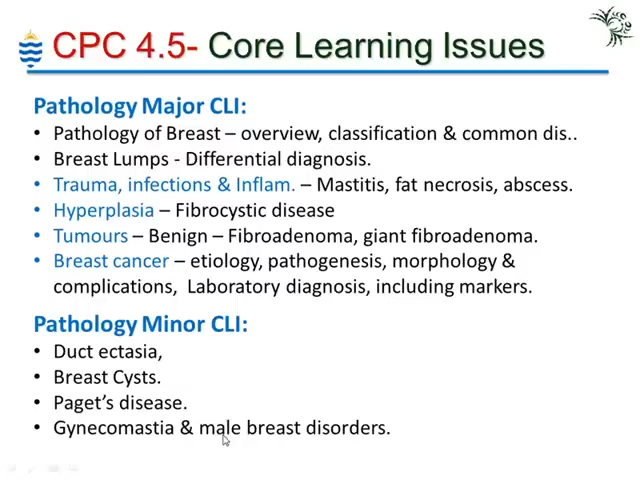 CPC 4.5- Core Learning Issues
Pathology Major CLI:
• Pathology of Breast – overview, classification & common dis..
• Breast Lumps - Differential diagnosis.
• Trauma, infections & Inflam. – Mastitis, fat necrosis, abscess.
• Hyperplasia – Fibrocystic disease
• Tumours – Benign – Fibroadenoma, giant fibroadenoma.
• Breast cancer – etiology, pathogenesis, morphology &
complications, Laboratory diagnosis, including markers.
Pathology Minor CLI:
• Duct ectasia,
• Breast Cysts.
• Paget's disease.
• Gynecomastia & male breast disorders.